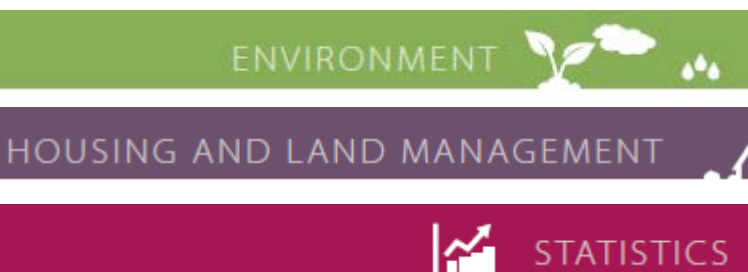 ENVIRONMENT
HOUSING AND LAND MANAGEMENT
STATISTICS